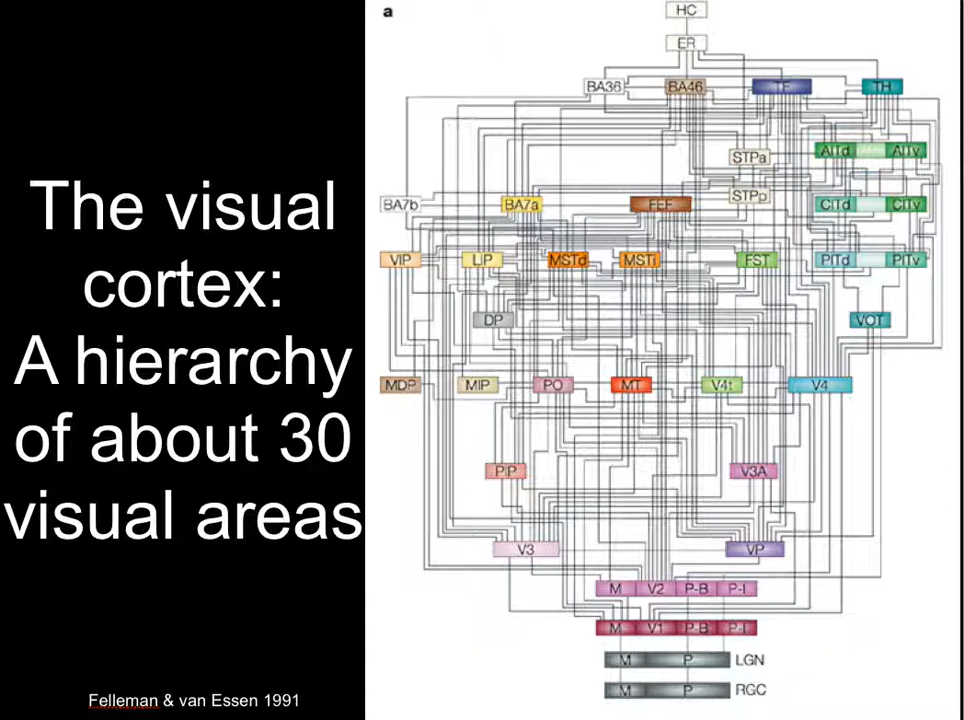 The visual
cortex:
A hierarchy
of about 30
visual areas
Felleman & van Essen 1991
a
HC
ER
BA36 BA46 TF TH
STPa AITd AITv
STPp
BA7b BA7a FEF CITd CITv
VIP LIP MSTd MSTi FST PITd PITv
DP VOT
MDP MIP PO MT V4t V4
PIP V3A
V3 VP
M V2 P-B P-I
M V1 P-B P-I
M P LGN
M P RGC